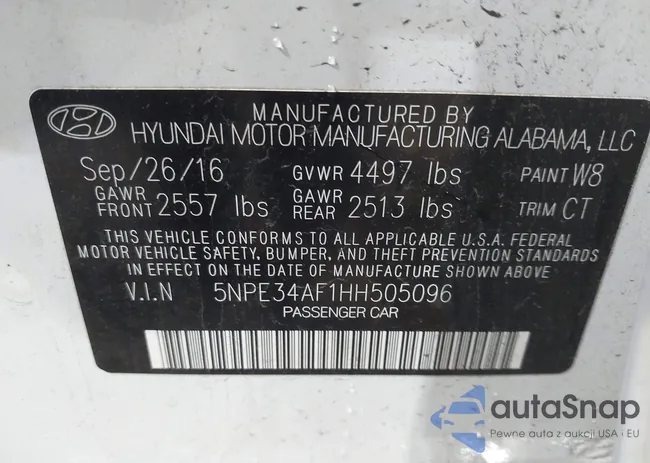 MANUFACTURED BY
HYUNDAI MOTOR MANUFACTURING ALABAMA, LLC
Sep/26/16 GVWR 4497 lbs PAINT W8
GAWR FRONT 2557 lbs GAWR REAR 2513 lbs TRIM CT
THIS VEHICLE CONFORMS TO ALL APPLICABLE U.S.A. FEDERAL
MOTOR VEHICLE SAFETY, BUMPER, AND THEFT PREVENTION STANDARDS
IN EFFECT ON THE DATE OF MANUFACTURE SHOWN ABOVE
V.I.N 5NPE34AF1HH505096
PASSENGER CAR
autaSnap
Pewne auta z aukcji USA i EU